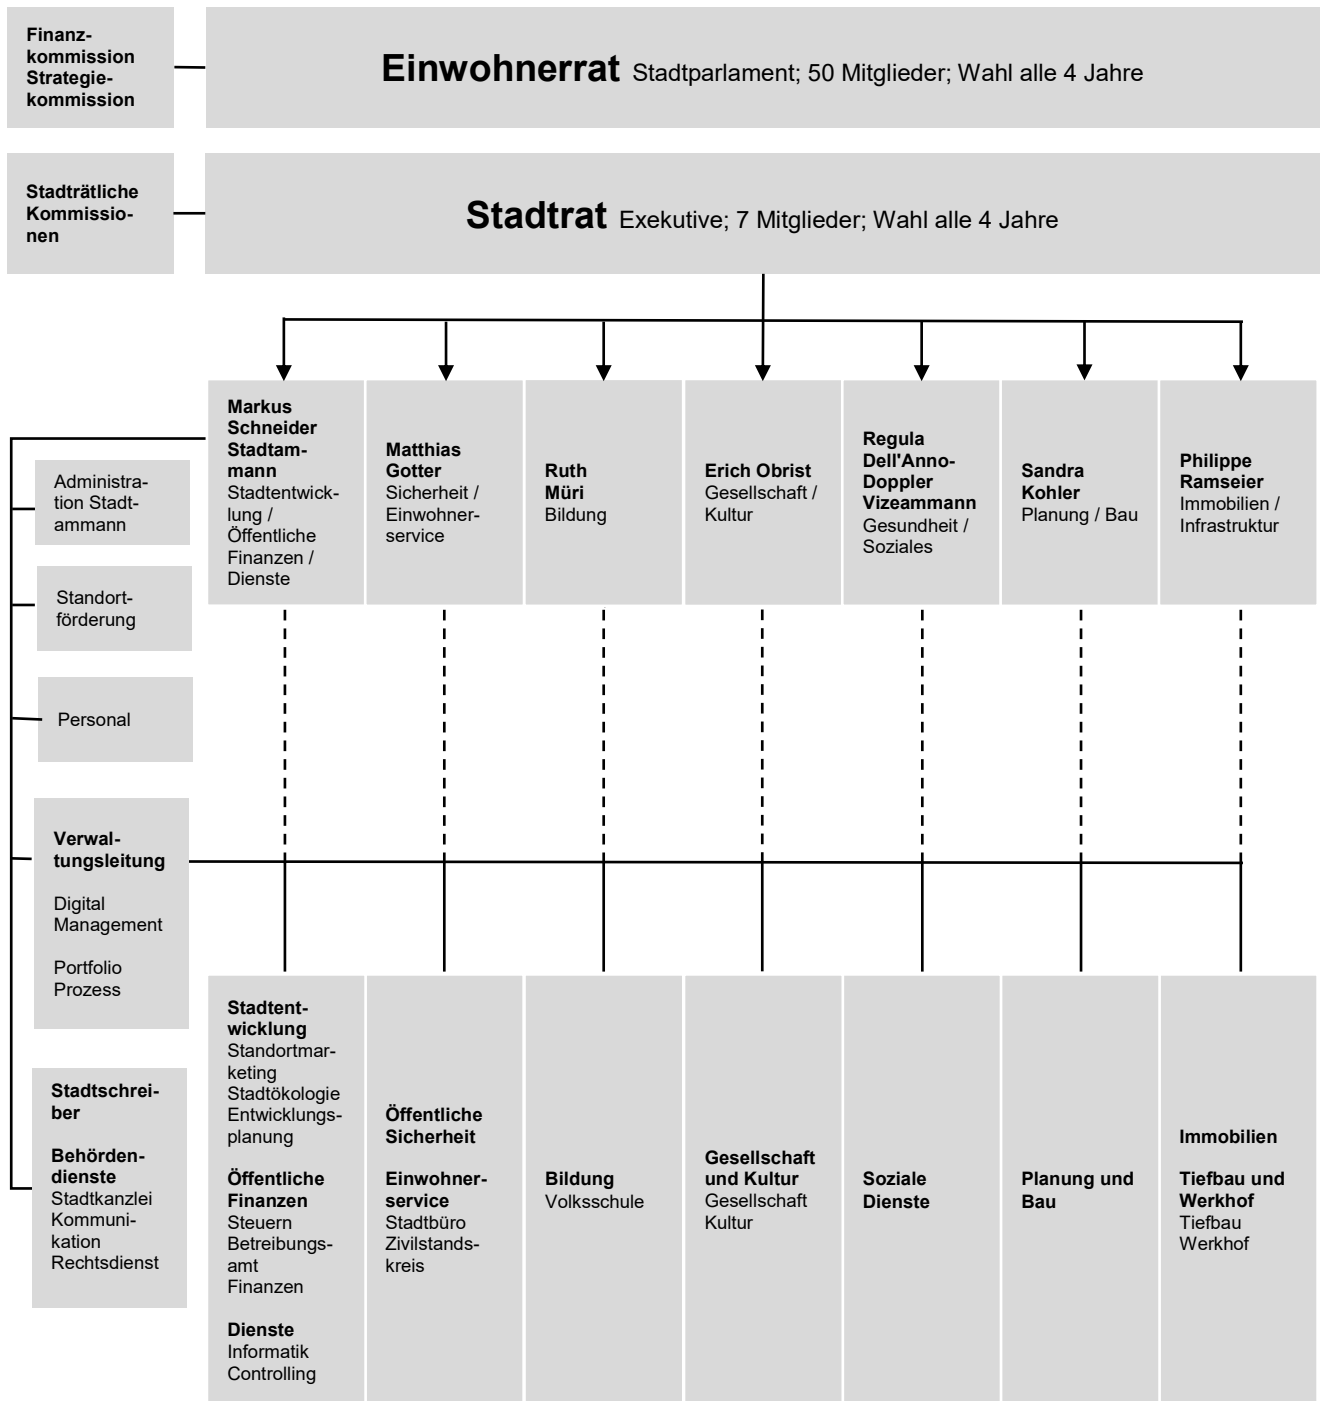 Finanz-
kommission
Strategie-
kommission
Einwohnerrat Stadtparlament; 50 Mitglieder; Wahl alle 4 Jahre
Stadträtliche
Kommissio-
nen
Stadtrat Exekutive; 7 Mitglieder; Wahl alle 4 Jahre
Markus
Schneider
Stadtam-
mann
Stadtentwick-
lung /
Öffentliche
Finanzen /
Dienste
Matthias
Gotter
Sicherheit /
Einwohner-
service
Ruth
Müri
Bildung
Erich Obrist
Gesellschaft /
Kultur
Regula
Dell'Anno-
Doppler
Vizeammann
Gesundheit /
Soziales
Sandra
Kohler
Planung / Bau
Philippe
Ramseier
Immobilien /
Infrastruktur
Administra-
tion Stadt-
ammann
Standort-
förderung
Personal
Verwal-
tungsleitung
Digital
Management
Portfolio
Prozess
Stadtschrei-
ber
Behörden-
dienste
Stadtkanzlei
Kommuni-
kation
Rechtsdienst
Stadtent-
wicklung
Standortmar-
keting
Stadtökologie
Entwicklungs-
planung
Öffentliche
Finanzen
Steuern
Betreibungs-
amt
Finanzen
Dienste
Informatik
Controlling
Öffentliche
Sicherheit
Einwohner-
service
Stadtbüro
Zivilstands-
kreis
Bildung
Volksschule
Gesellschaft
und Kultur
Gesellschaft
Kultur
Soziale
Dienste
Planung und
Bau
Immobilien
Tiefbau und
Werkhof
Tiefbau
Werkhof